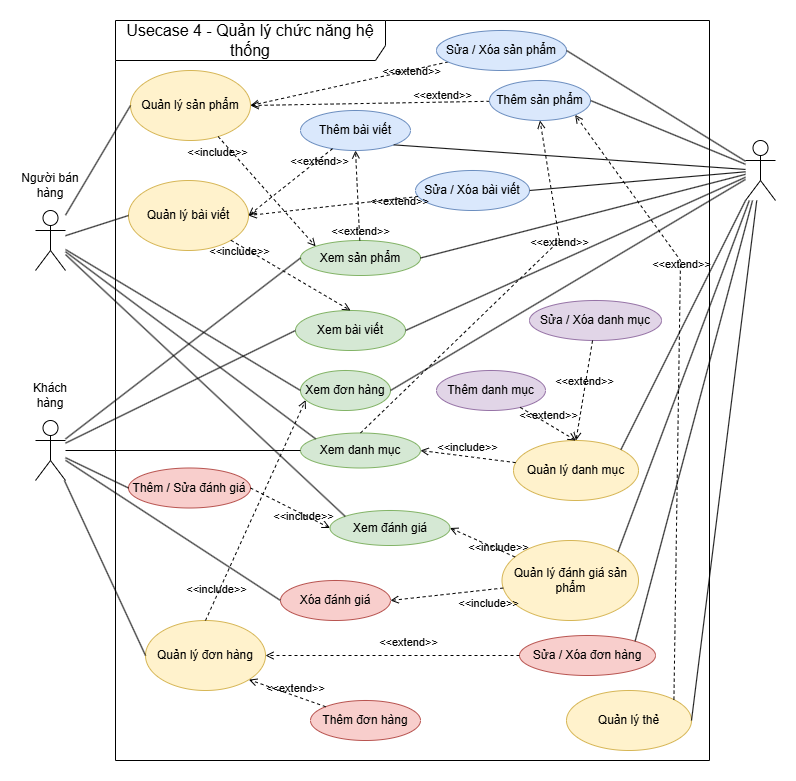 Usecase 4 - Quản lý chức năng hệ
thống
Sửa / Xóa sản phẩm
<<extend>>
Quản lý sản phẩm
<<extend>>
Thêm sản phẩm
Thêm bài viết
<<include>>
<<extend>>
Người bán
hàng
Sửa / Xóa bài viết
<<extend>>
Quản lý bài viết
<<extend>>
<<extend>>
<<include>>
Xem sản phẩm
<<extend>>
Xem bài viết
Sửa / Xóa danh mục
Khách
hàng
Xem đơn hàng
Thêm danh mục
<<extend>>
<<extend>>
Xem danh mục
<<include>>
Quản lý danh mục
Thêm / Sửa đánh giá
<<include>>
Xem đánh giá
<<include>>
Quản lý đánh giá sản
phẩm
<<include>>
Xóa đánh giá
<<include>>
<<extend>>
Quản lý đơn hàng
Sửa / Xóa đơn hàng
<<extend>>
Thêm đơn hàng
Quản lý thẻ